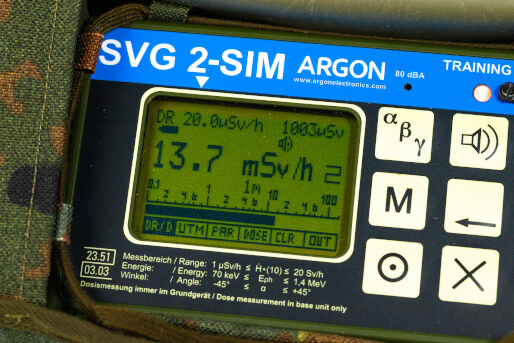 SVG 2-SIM ARGON
www.argonelectronics.com
80 dBA
TRAINING
DR 20.0µSv/h 1003µSv
13.7 mSv/h 2
0.1 1 1m 10 100
2 4 6 2 4 6 2 4 6
DR/D UTM PAR DOSE CLR OUT
α β γ
M
23.51
03.03
Messbereich / Range: 1 µSv/h ≤ Ḣ*(10) ≤ 20 Sv/h
Energie: / Energy: 70 keV ≤ Eph ≤ 1,4 MeV
Winkel: / Angle: -45° ≤ α ≤ +45°
Dosismessung immer im Grundgerät / Dose measurement in base unit only